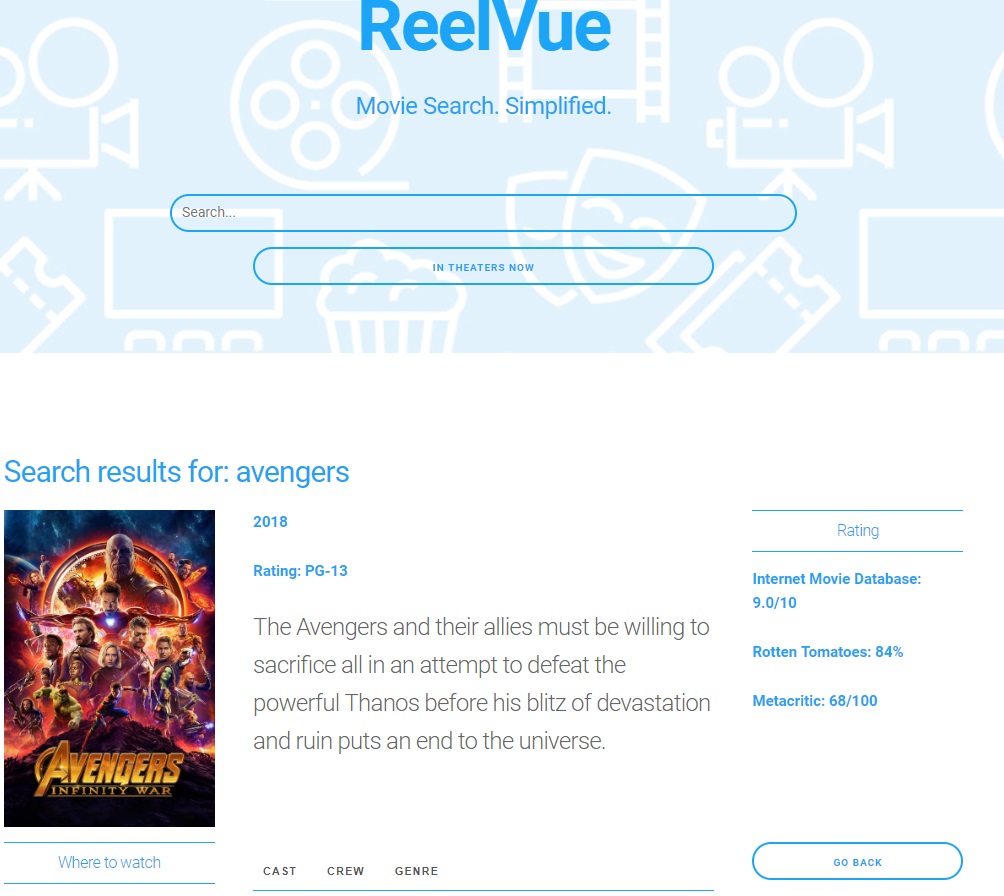 ReelVue
Movie Search. Simplified.
Search...
IN THEATERS NOW
Search results for: avengers
AVENGERS
INFINITY WAR
Where to watch
2018
Rating: PG-13
The Avengers and their allies must be willing to
sacrifice all in an attempt to defeat the
powerful Thanos before his blitz of devastation
and ruin puts an end to the universe.
CAST CREW GENRE
Rating
Internet Movie Database:
9.0/10
Rotten Tomatoes: 84%
Metacritic: 68/100
GO BACK